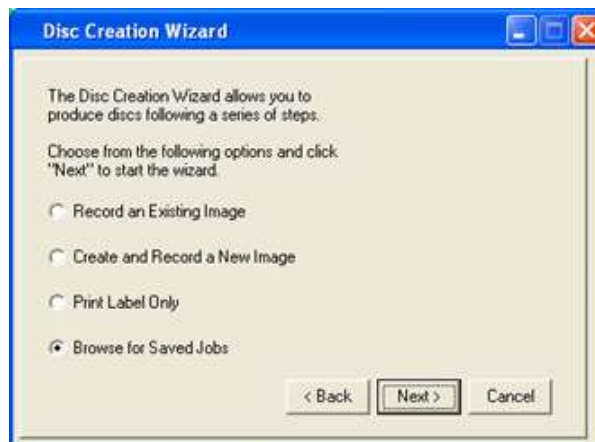 Disc Creation Wizard
The Disc Creation Wizard allows you to
produce discs following a series of steps.
Choose from the following options and click
"Next" to start the wizard.
Record an Existing Image
Create and Record a New Image
Print Label Only
Browse for Saved Jobs
< Back Next > Cancel